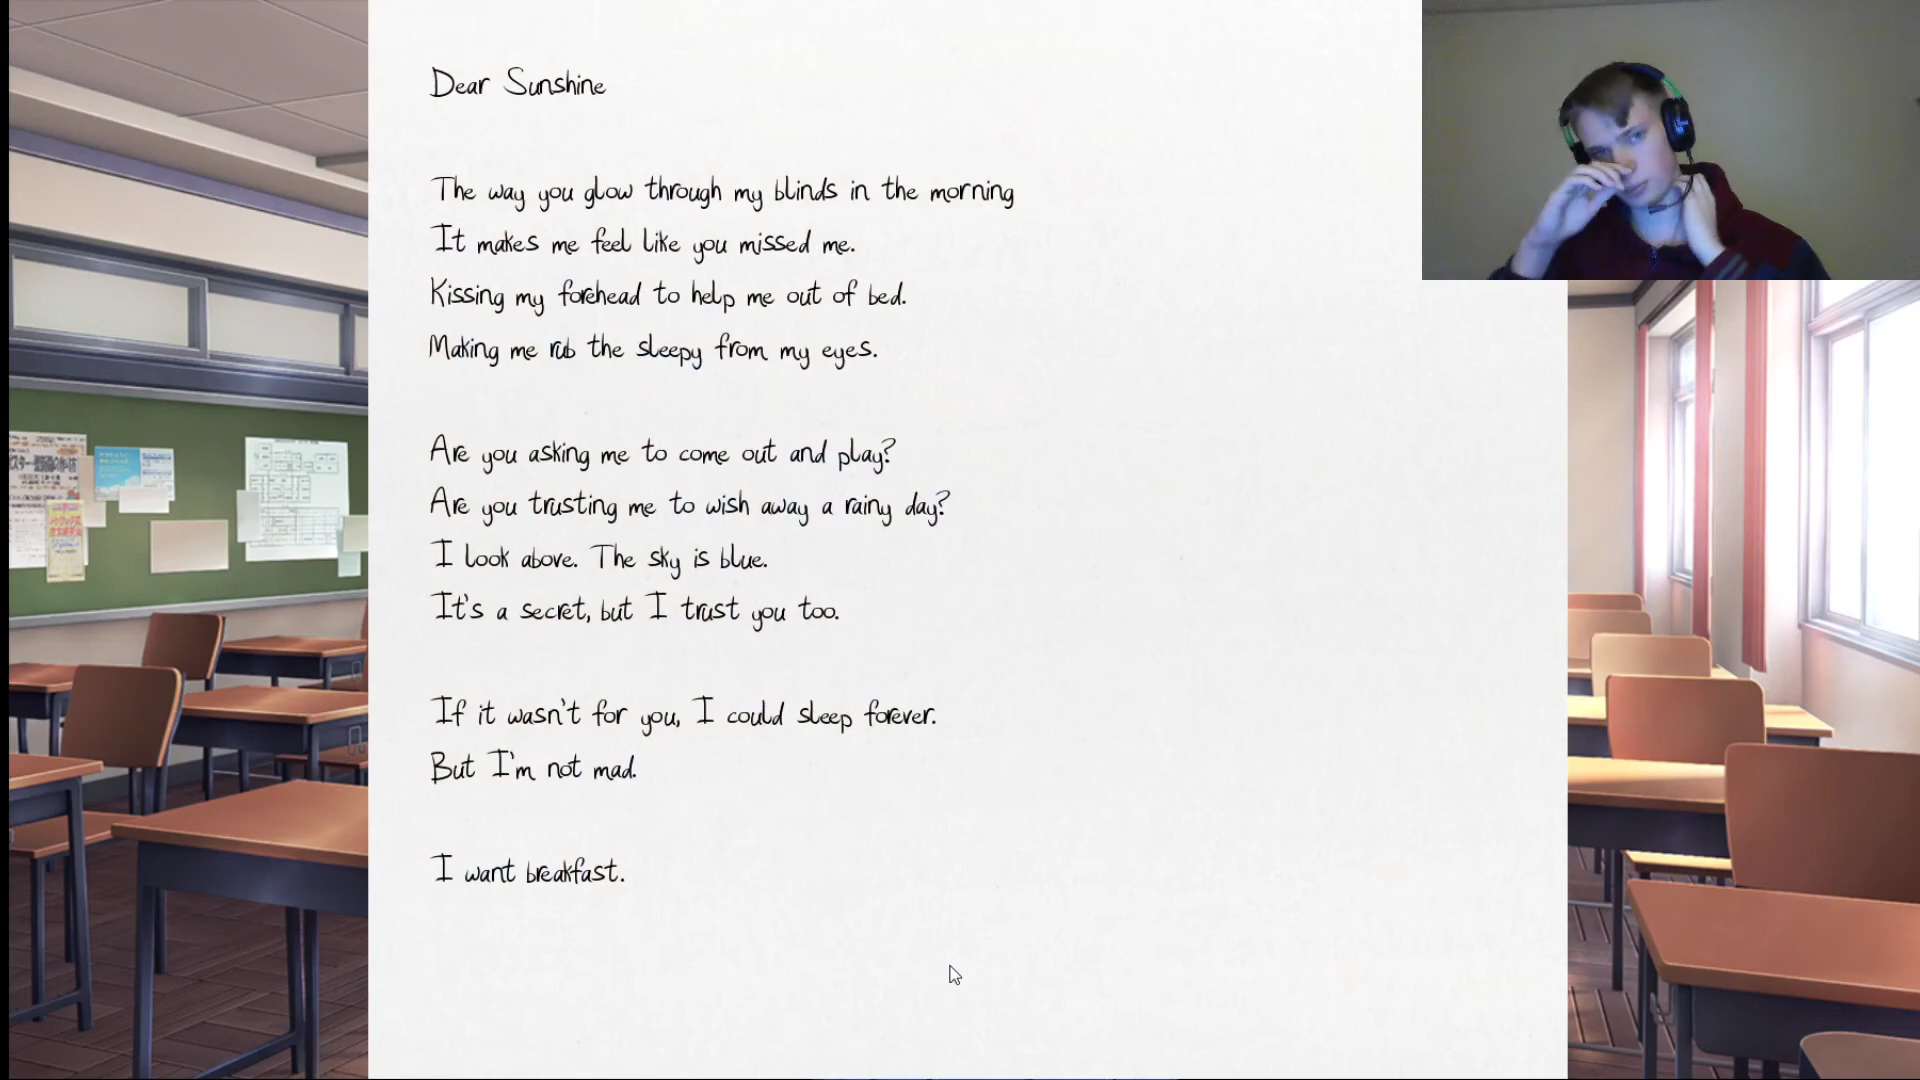 Dear Sunshine
The way you glow through my blinds in the morning
It makes me feel like you missed me.
Kissing my forehead to help me out of bed.
Making me rub the sleepy from my eyes.
Are you asking me to come out and play?
Are you trusting me to wish away a rainy day?
I look above. The sky is blue.
It's a secret, but I trust you too.
If it wasn't for you, I could sleep forever.
But I'm not mad.
I want breakfast.